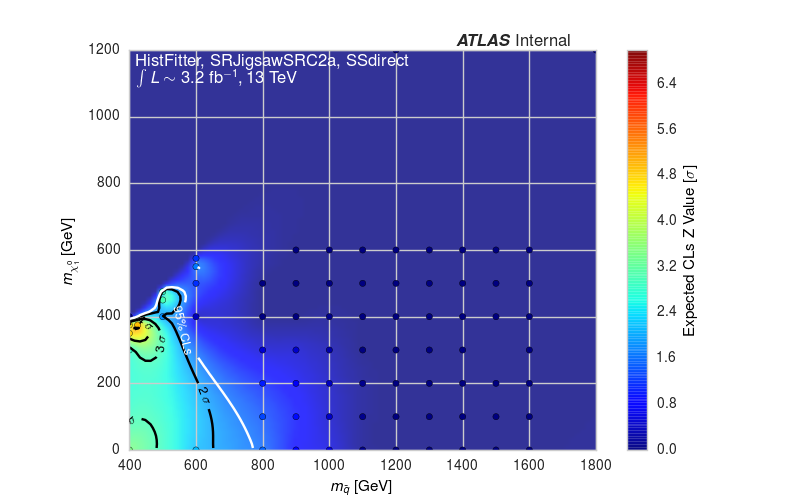 ATLAS Internal
HistFitter, SRJigsawSRC2a, SSdirect
∫ L ∼ 3.2 fb⁻¹, 13 TeV
1200
1000
800
600
400
200
0
m_χ̃₁⁰ [GeV]
95% CLs
3 σ
2 σ
σ
σ
400
600
800
1000
1200
1400
1600
1800
m_q̃ [GeV]
6.4
5.6
4.8
4.0
3.2
2.4
1.6
0.8
0.0
Expected CLs Z Value [σ]